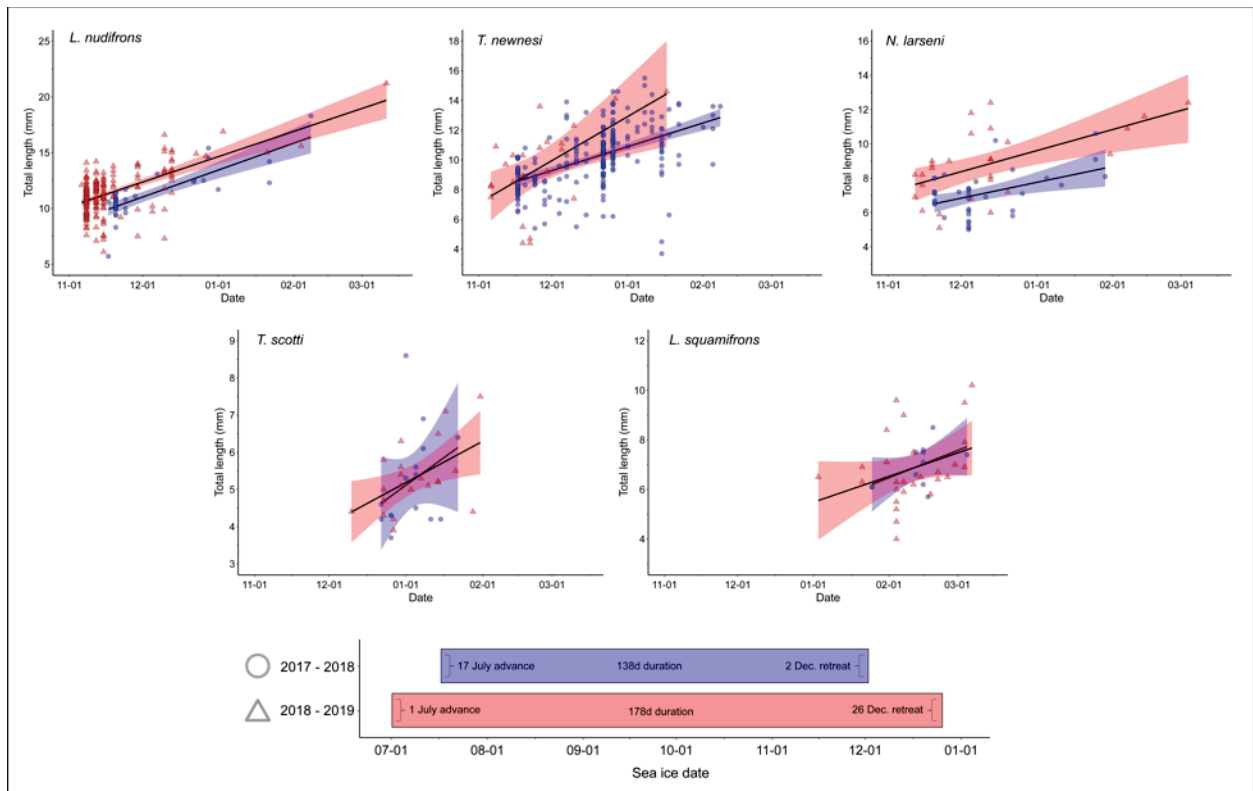 L. nudifrons
T. newnesi
N. larseni
25
20
15
10
5
Total length (mm)
11-01 12-01 01-01 02-01 03-01
Date
18
16
14
12
10
8
6
4
Total length (mm)
11-01 12-01 01-01 02-01 03-01
Date
16
14
12
10
8
6
4
Total length (mm)
11-01 12-01 01-01 02-01 03-01
Date
T. scotti
L. squamifrons
9
8
7
6
5
4
3
Total length (mm)
11-01 12-01 01-01 02-01 03-01
Date
12
10
8
6
4
Total length (mm)
11-01 12-01 01-01 02-01 03-01
Date
2017 - 2018
17 July advance 138d duration 2 Dec. retreat
2018 - 2019
1 July advance 178d duration 26 Dec. retreat
07-01 08-01 09-01 10-01 11-01 12-01 01-01
Sea ice date